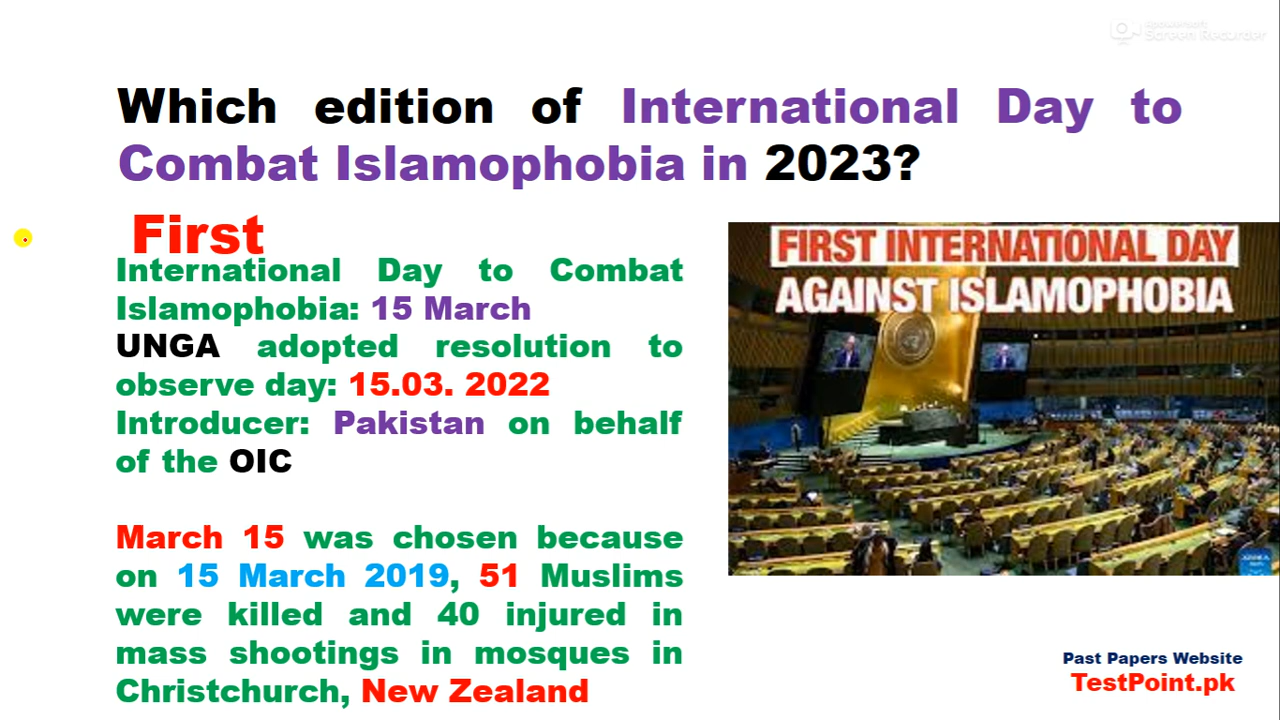 Apowersoft
Screen Recorder
Which edition of International Day to
Combat Islamophobia in 2023?
First
International Day to Combat
Islamophobia: 15 March
UNGA adopted resolution to
observe day: 15.03. 2022
Introducer: Pakistan on behalf
of the OIC
March 15 was chosen because
on 15 March 2019, 51 Muslims
were killed and 40 injured in
mass shootings in mosques in
Christchurch, New Zealand
FIRST INTERNATIONAL DAY
AGAINST ISLAMOPHOBIA
Past Papers Website
TestPoint.pk